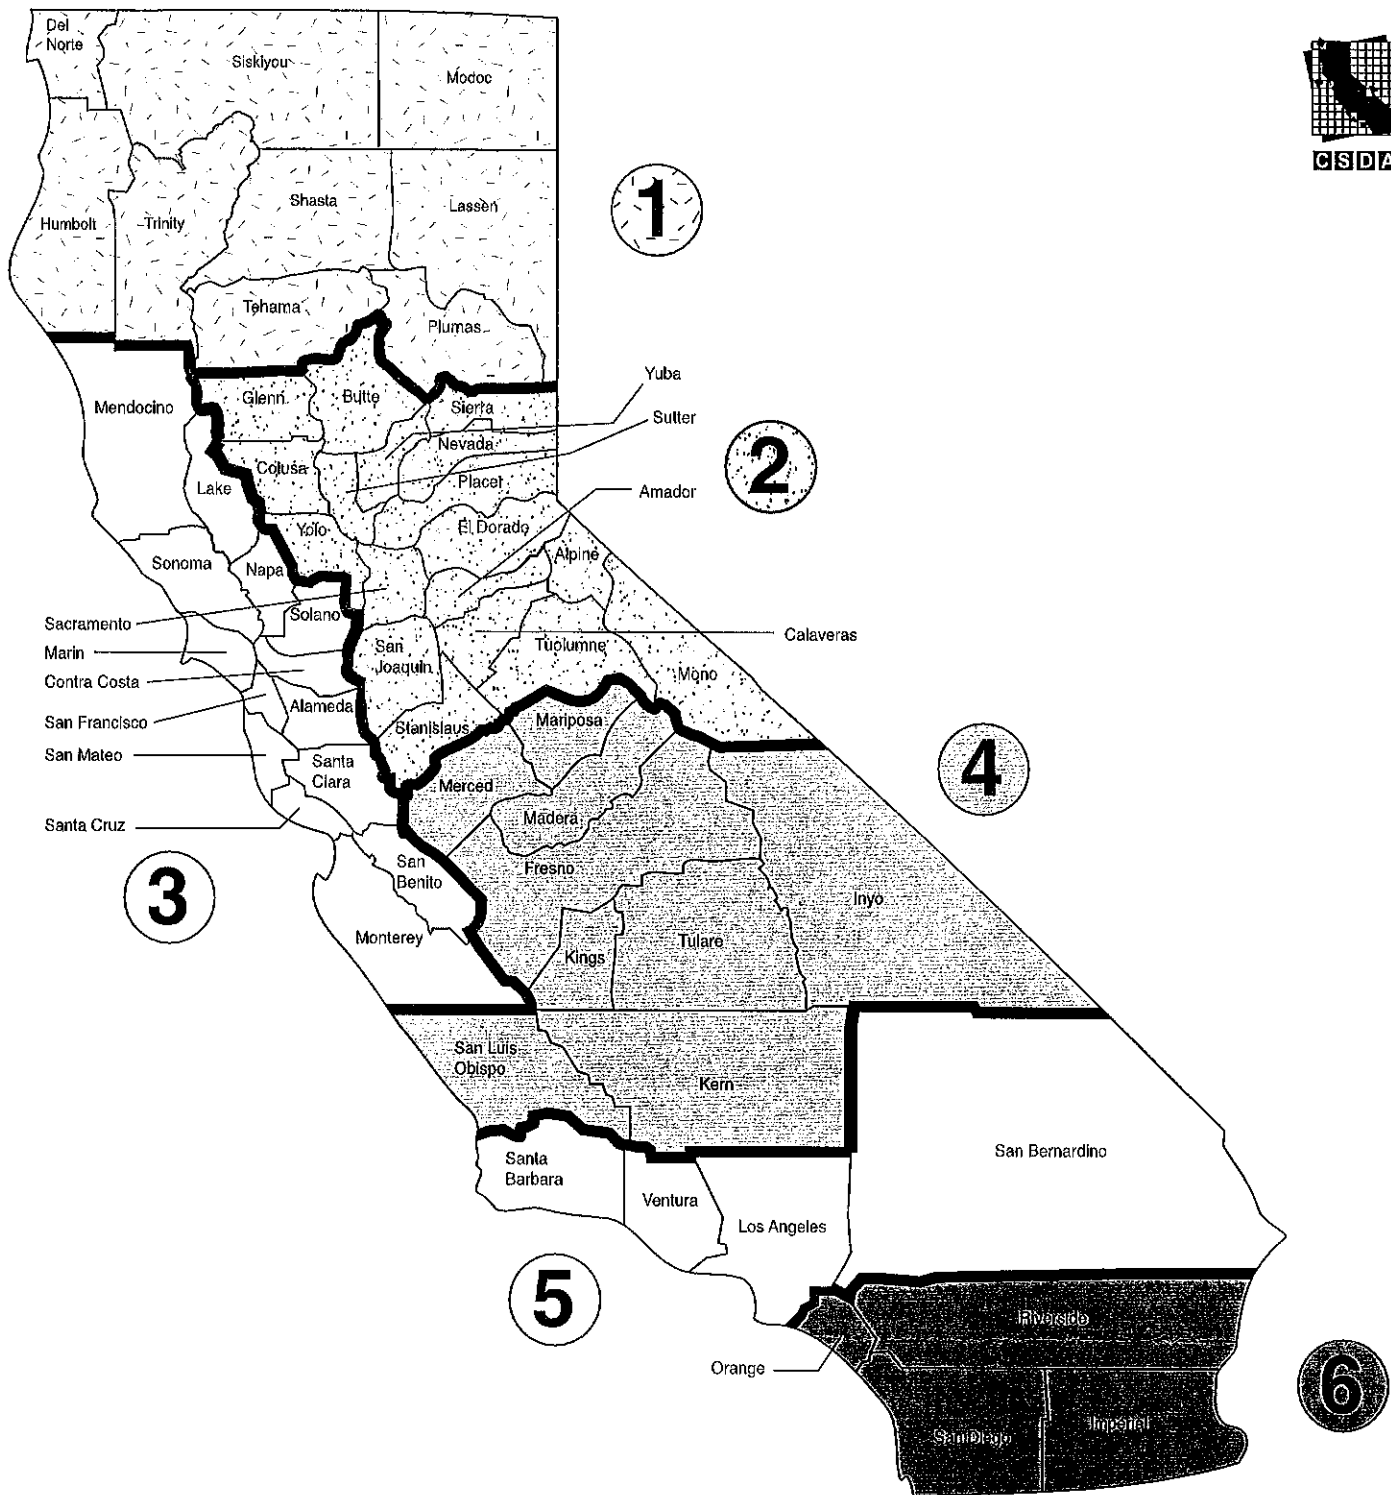 Del
Norte
Siskiyou
Modoc
CSDA
Humbolt
Trinity
Shasta
Lassen
1
Tehama
Plumas
Mendocino
Glenn
Butte
Sierra
Yuba
Sutter
Nevada
2
Lake
Colusa
Placer
Amador
Yolo
El Dorado
Sonoma
Napa
Alpine
Sacramento
Solano
Calaveras
Marin
San
Joaquin
Tuolumne
Contra Costa
Mono
San Francisco
Alameda
Stanislaus
Mariposa
San Mateo
Santa
Clara
Merced
4
Santa Cruz
Madera
3
San
Benito
Fresno
Inyo
Monterey
Kings
Tulare
San Luis
Obispo
Kern
Santa
Barbara
San Bernardino
Ventura
Los Angeles
5
Riverside
Orange
6
San Diego
Imperial